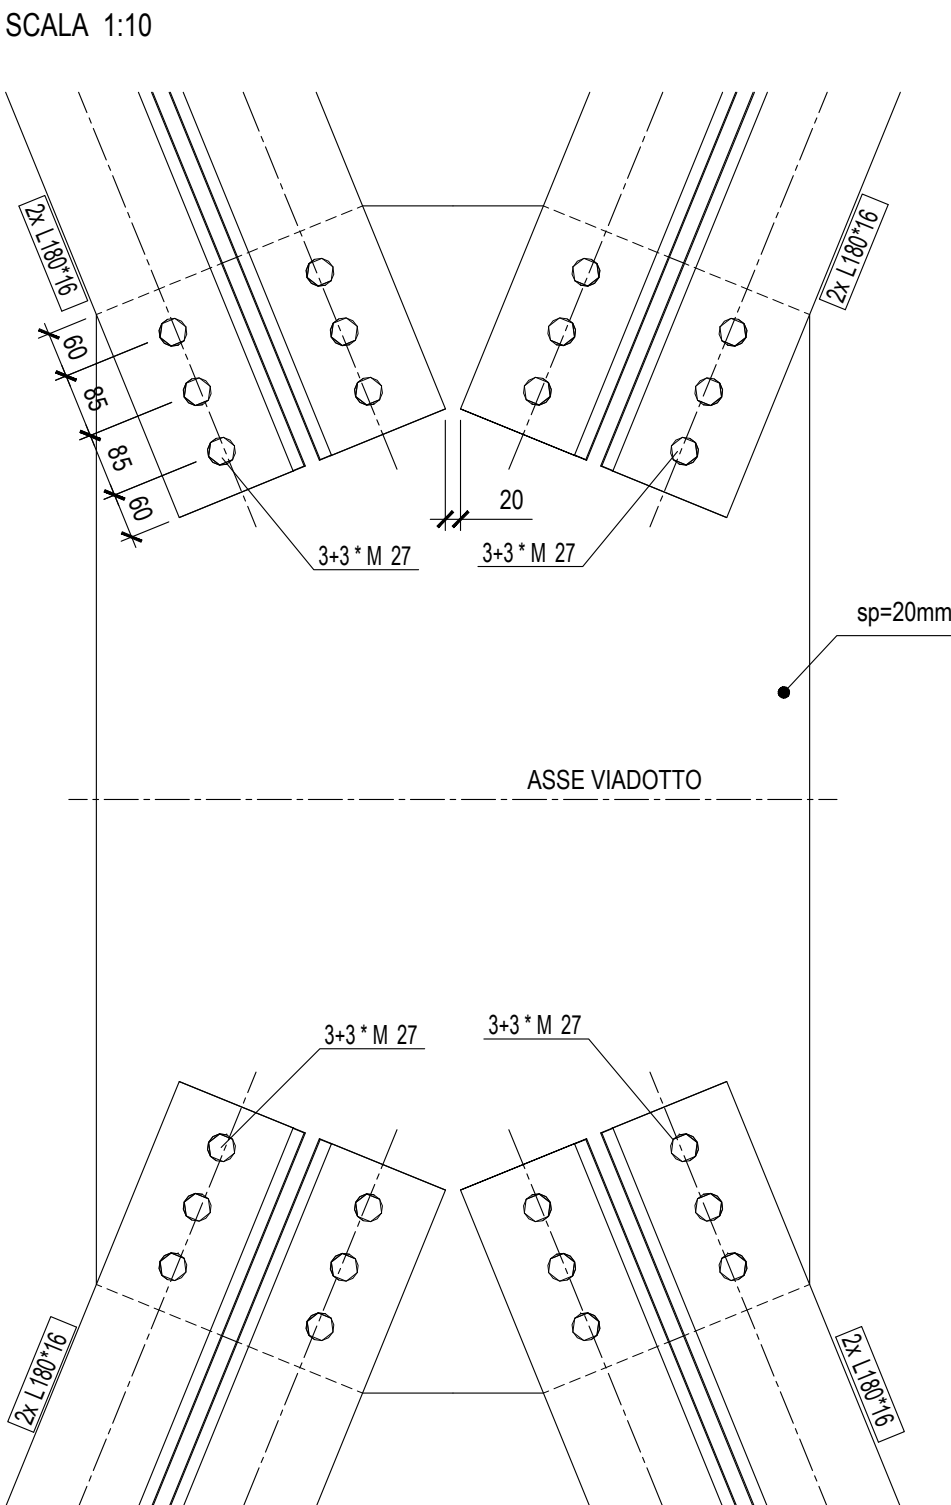 SCALA 1:10
2x L180*16
2x L180*16
60
85
85
60
20
3+3 * M 27
3+3 * M 27
sp=20mm
ASSE VIADOTTO
3+3 * M 27
3+3 * M 27
2x L180*16
2x L180*16